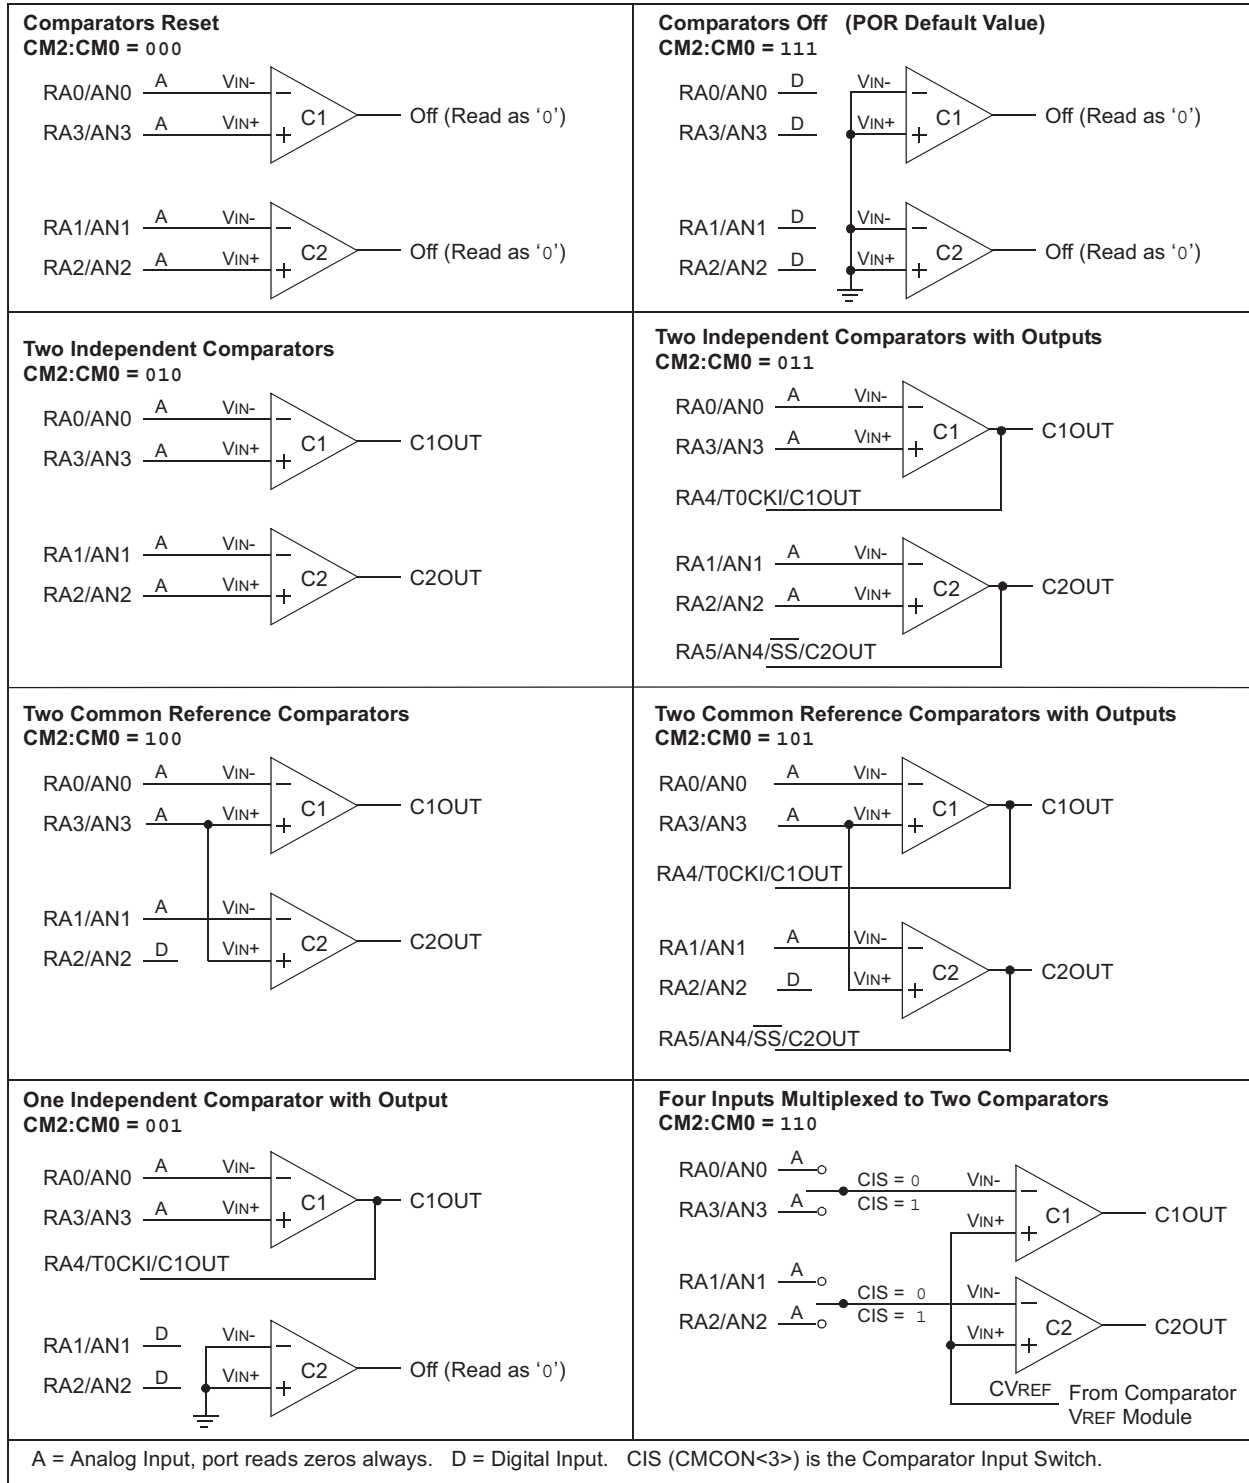 Comparators Reset
CM2:CM0 = 000
RA0/AN0 A VIN-
RA3/AN3 A VIN+
C1
Off (Read as ‘0’)
RA1/AN1 A VIN-
RA2/AN2 A VIN+
C2
Off (Read as ‘0’)
Comparators Off (POR Default Value)
CM2:CM0 = 111
RA0/AN0 D VIN-
RA3/AN3 D VIN+
C1
Off (Read as ‘0’)
RA1/AN1 D VIN-
RA2/AN2 D VIN+
C2
Off (Read as ‘0’)
Two Independent Comparators
CM2:CM0 = 010
RA0/AN0 A VIN-
RA3/AN3 A VIN+
C1
C1OUT
RA1/AN1 A VIN-
RA2/AN2 A VIN+
C2
C2OUT
Two Independent Comparators with Outputs
CM2:CM0 = 011
RA0/AN0 A VIN-
RA3/AN3 A VIN+
C1
C1OUT
RA4/T0CKI/C1OUT
RA1/AN1 A VIN-
RA2/AN2 A VIN+
C2
C2OUT
RA5/AN4/S̅S̅/C2OUT
Two Common Reference Comparators
CM2:CM0 = 100
RA0/AN0 A VIN-
RA3/AN3 A VIN+
C1
C1OUT
RA1/AN1 A VIN-
RA2/AN2 D VIN+
C2
C2OUT
Two Common Reference Comparators with Outputs
CM2:CM0 = 101
RA0/AN0 A VIN-
RA3/AN3 A VIN+
C1
C1OUT
RA4/T0CKI/C1OUT
RA1/AN1 A VIN-
RA2/AN2 D VIN+
C2
C2OUT
RA5/AN4/S̅S̅/C2OUT
One Independent Comparator with Output
CM2:CM0 = 001
RA0/AN0 A VIN-
RA3/AN3 A VIN+
C1
C1OUT
RA4/T0CKI/C1OUT
RA1/AN1 D VIN-
RA2/AN2 D VIN+
C2
Off (Read as ‘0’)
Four Inputs Multiplexed to Two Comparators
CM2:CM0 = 110
RA0/AN0 A
CIS = 0 VIN-
RA3/AN3 A CIS = 1
VIN+
C1
C1OUT
RA1/AN1 A
CIS = 0 VIN-
RA2/AN2 A CIS = 1
VIN+
C2
C2OUT
CVREF From Comparator
VREF Module
A = Analog Input, port reads zeros always. D = Digital Input. CIS (CMCON<3>) is the Comparator Input Switch.